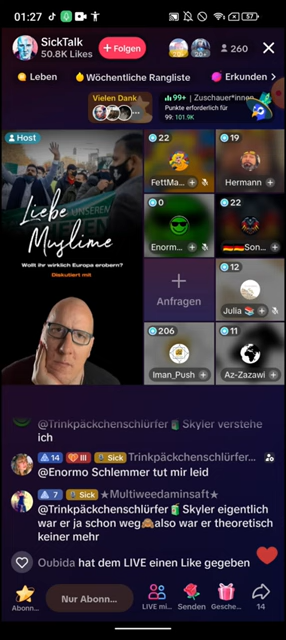 01:27
57
SickTalk
50.8K Likes
+ Folgen
20
260
Leben
Wöchentliche Rangliste
Erkunden >
Vielen Dank
99+ | Zuschauer*innen
Punkte erforderlich für
99: 101.9K
Host
Liebe
Muslime
Wollt ihr wirklich Europa erobern?
Diskutiert mit
22
FettMa...
19
Hermann
0
Enorm...
22
Son...
Anfragen
12
Julia
206
Iman_Push
11
Az-Zazawi
@Trinkpäckchenschlürfer Skyler verstehe
ich
14 III Sick Trinkpäckchenschlürfer...
@Enormo Schlemmer tut mir leid
7 Sick ★Multiweedaminsaft★
@Trinkpäckchenschlürfer Skyler eigentlich
war er ja schon weg also war er theoretisch
keiner mehr
Oubida hat dem LIVE einen Like gegeben
Abonn...
Nur Abonn...
LIVE mi...
Senden
Gesche...
14